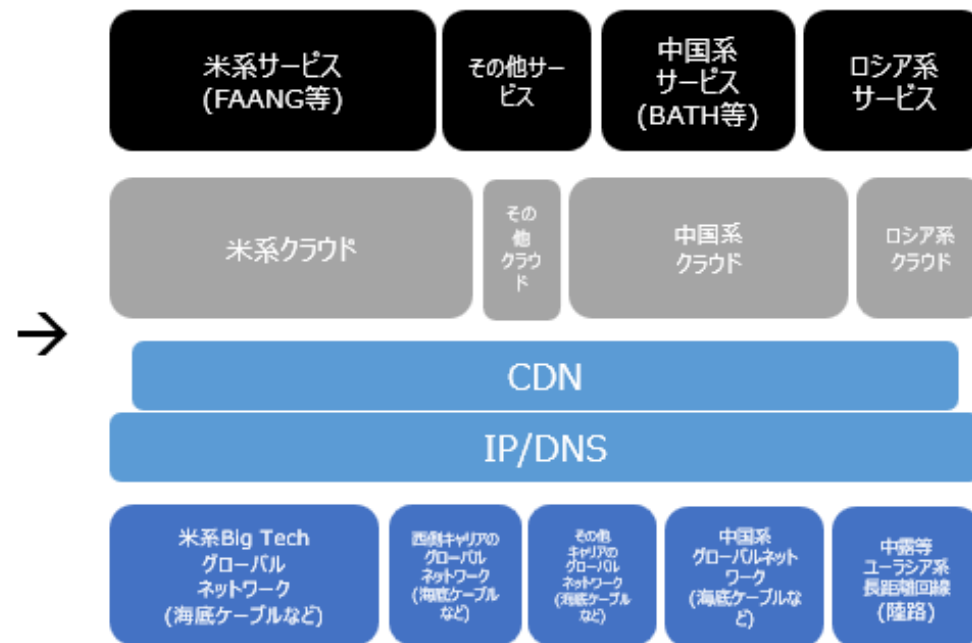 米系サービス
(FAANG等)
その他サー
ビス
中国系
サービス
(BATH等)
ロシア系
サービス
米系クラウド
その
他
クラウ
ド
中国系
クラウド
ロシア系
クラウド
→
CDN
IP/DNS
米系Big Tech
グローバル
ネットワーク
(海底ケーブルなど)
西側キャリアの
グローバル
ネットワーク
(海底ケーブル
など)
その他
キャリアの
グローバル
ネットワーク
(海底ケーブル
など)
中国系
グローバルネット
ワーク
(海底ケーブルな
ど)
中露等
ユーラシア系
長距離回線
(陸路)